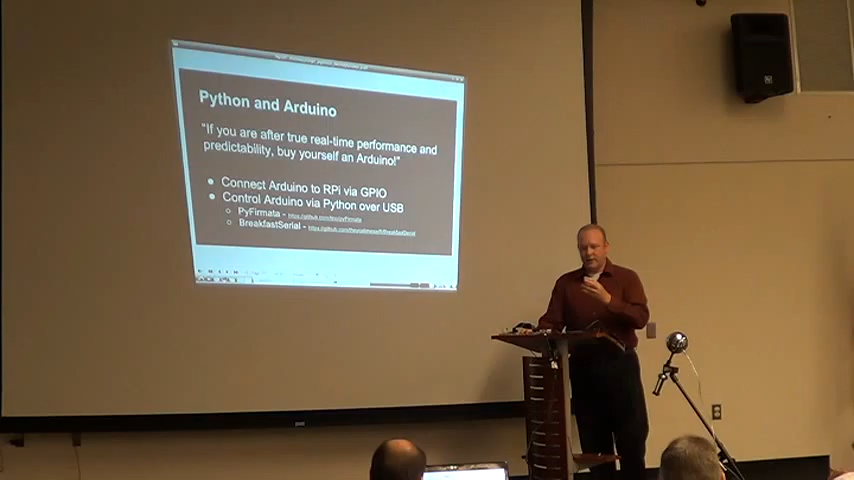 Python and Arduino
"If you are after true real-time performance and
predictability, buy yourself an Arduino!"
● Connect Arduino to RPi via GPIO
● Control Arduino via Python over USB
○ PyFirmata -
○ BreakfastSerial -